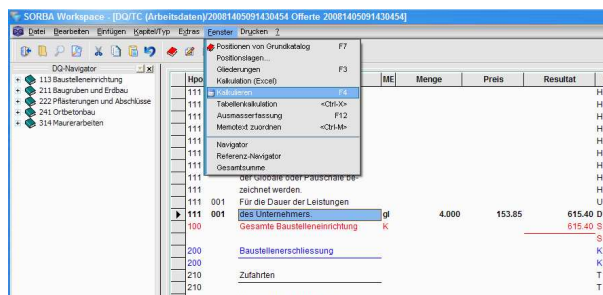 SORBA Workspace - [DQ/TC (Arbeitsdaten)/20081405091430454 Offerte 20081405091430454]
Datei Bearbeiten Einfügen Kapitel/Typ Extras Fenster Drucken ?
DQ-Navigator
113 Baustelleneinrichtung
211 Baugruben und Erdbau
222 Pflästerungen und Abschlüsse
241 Ortbetonbau
314 Maurerarbeiten
Positionen von Grundkatalog F7
Positionslagen...
Gliederungen F3
Kalkulation (Excel)
Kalkulieren F4
Tabellenkalkulation <Ctrl-X>
Ausmasserfassung F12
Memotext zuordnen <Ctrl-M>
Navigator
Referenz-Navigator
Gesamtsumme
Hpo ME Menge Preis Resultat
111 H
111 H
111 H
111 H
111 H
111 H
111 H
111 der Globale oder Pauschale be- H
111 zeichnet werden. H
111 001 Für die Dauer der Leistungen U
111 001 des Unternehmers. gl 4.000 153.85 615.40 D
100 Gesamte Baustelleneinrichtung K 615.40 S
S
200 Baustellenerschliessung K
200 K
210 Zufahrten T
210 T